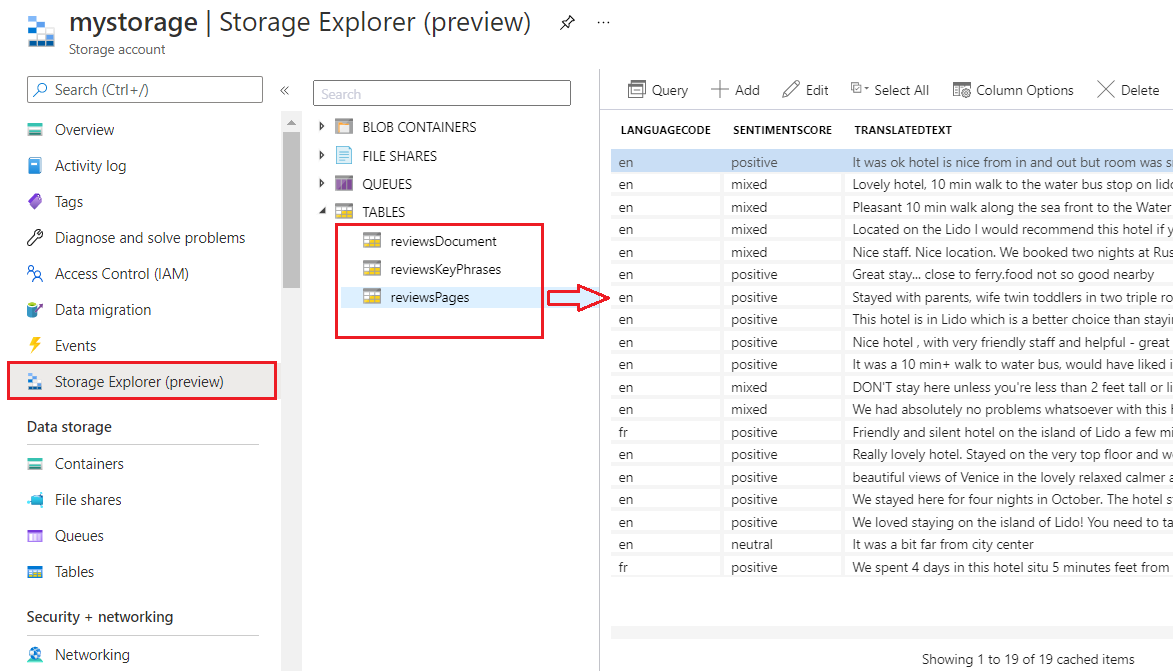 mystorage | Storage Explorer (preview) ...
Storage account
Search (Ctrl+/)
«
Overview
Activity log
Tags
Diagnose and solve problems
Access Control (IAM)
Data migration
Events
Storage Explorer (preview)
Data storage
Containers
File shares
Queues
Tables
Security + networking
Networking
Search
BLOB CONTAINERS
FILE SHARES
QUEUES
TABLES
reviewsDocument
reviewsKeyPhrases
reviewsPages
Query Add Edit Select All Column Options Delete
LANGUAGECODE SENTIMENTSCORE TRANSLATEDTEXT
en positive It was ok hotel is nice from in and out but room was
en mixed Lovely hotel, 10 min walk to the water bus stop on lido
en mixed Pleasant 10 min walk along the sea front to the Water
en mixed Located on the Lido I would recommend this hotel if
en mixed Nice staff. Nice location. We booked two nights at Rus
en positive Great stay... close to ferry.food not so good nearby
en positive Stayed with parents, wife twin toddlers in two triple ro
en positive This hotel is in Lido which is a better choice than stayi
en positive Nice hotel , with very friendly staff and helpful - great
en positive It was a 10 min+ walk to water bus, would have liked i
en mixed DON'T stay here unless you're less than 2 feet tall or li
en mixed We had absolutely no problems whatsoever with this
fr positive Friendly and silent hotel on the island of Lido a few mi
en positive Really lovely hotel. Stayed on the very top floor and w
en positive beautiful views of Venice in the lovely relaxed calmer a
en positive We stayed here for four nights in October. The hotel s
en positive We loved staying on the island of Lido! You need to ta
en neutral It was a bit far from city center
fr positive We spent 4 days in this hotel situ 5 minutes feet from
Showing 1 to 19 of 19 cached items